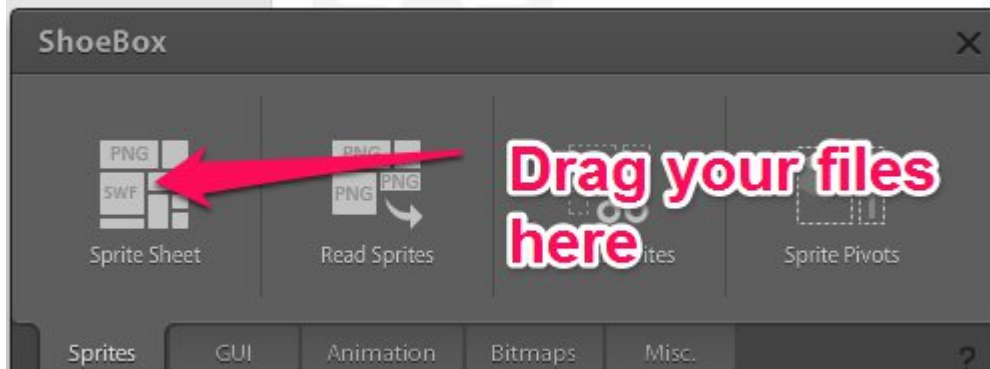 ShoeBox
PNG
SWF
Sprite Sheet
PNG
PNG
PNG
Read Sprites
Drag your files
here
ites
Sprite Pivots
Sprites GUI Animation Bitmaps Misc. ?